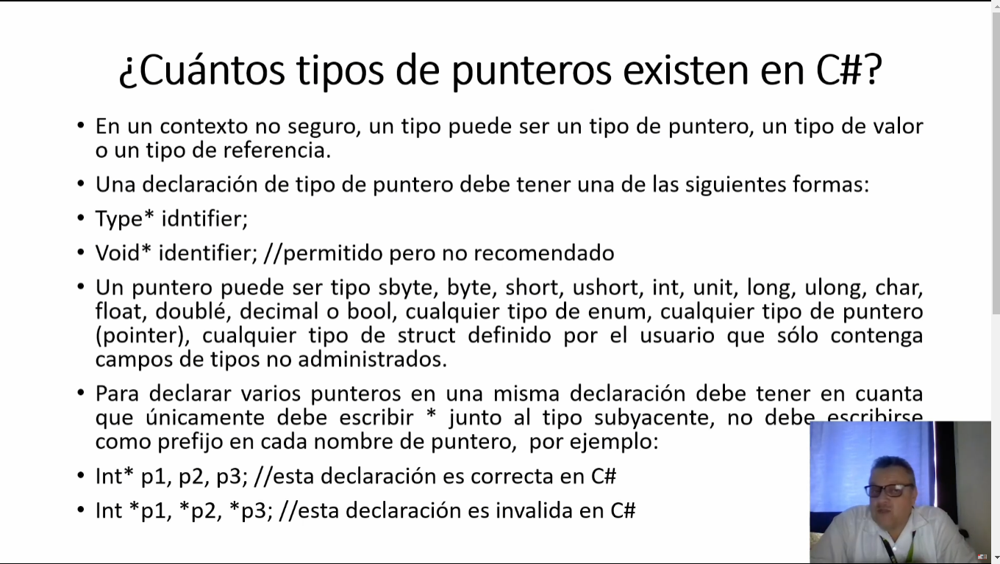 ¿Cuántos tipos de punteros existen en C#?
• En un contexto no seguro, un tipo puede ser un tipo de puntero, un tipo de valor
o un tipo de referencia.
• Una declaración de tipo de puntero debe tener una de las siguientes formas:
• Type* idntifier;
• Void* identifier; //permitido pero no recomendado
• Un puntero puede ser tipo sbyte, byte, short, ushort, int, unit, long, ulong, char,
float, doublé, decimal o bool, cualquier tipo de enum, cualquier tipo de puntero
(pointer), cualquier tipo de struct definido por el usuario que sólo contenga
campos de tipos no administrados.
• Para declarar varios punteros en una misma declaración debe tener en cuanta
que únicamente debe escribir * junto al tipo subyacente, no debe escribirse
como prefijo en cada nombre de puntero, por ejemplo:
• Int* p1, p2, p3; //esta declaración es correcta en C#
• Int *p1, *p2, *p3; //esta declaración es invalida en C#